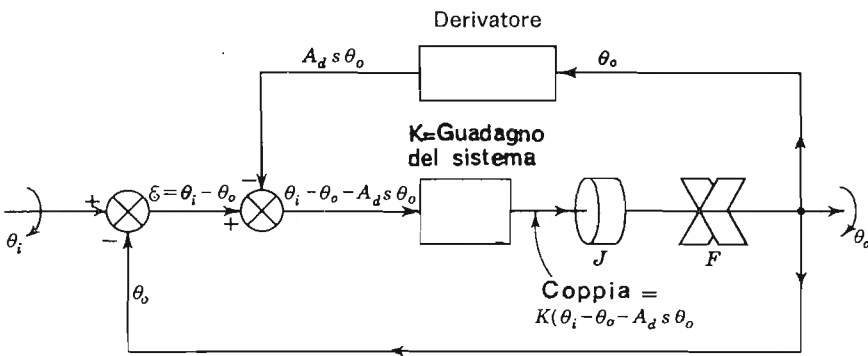 Derivatore
A_d s θ_o
θ_o
K=Guadagno
del sistema
+
ε = θ_i − θ_o
−
+
θ_i − θ_o − A_d s θ_o
θ_i
−
θ_o
J
F
θ_o
Coppia =
K(θ_i − θ_o − A_d s θ_o